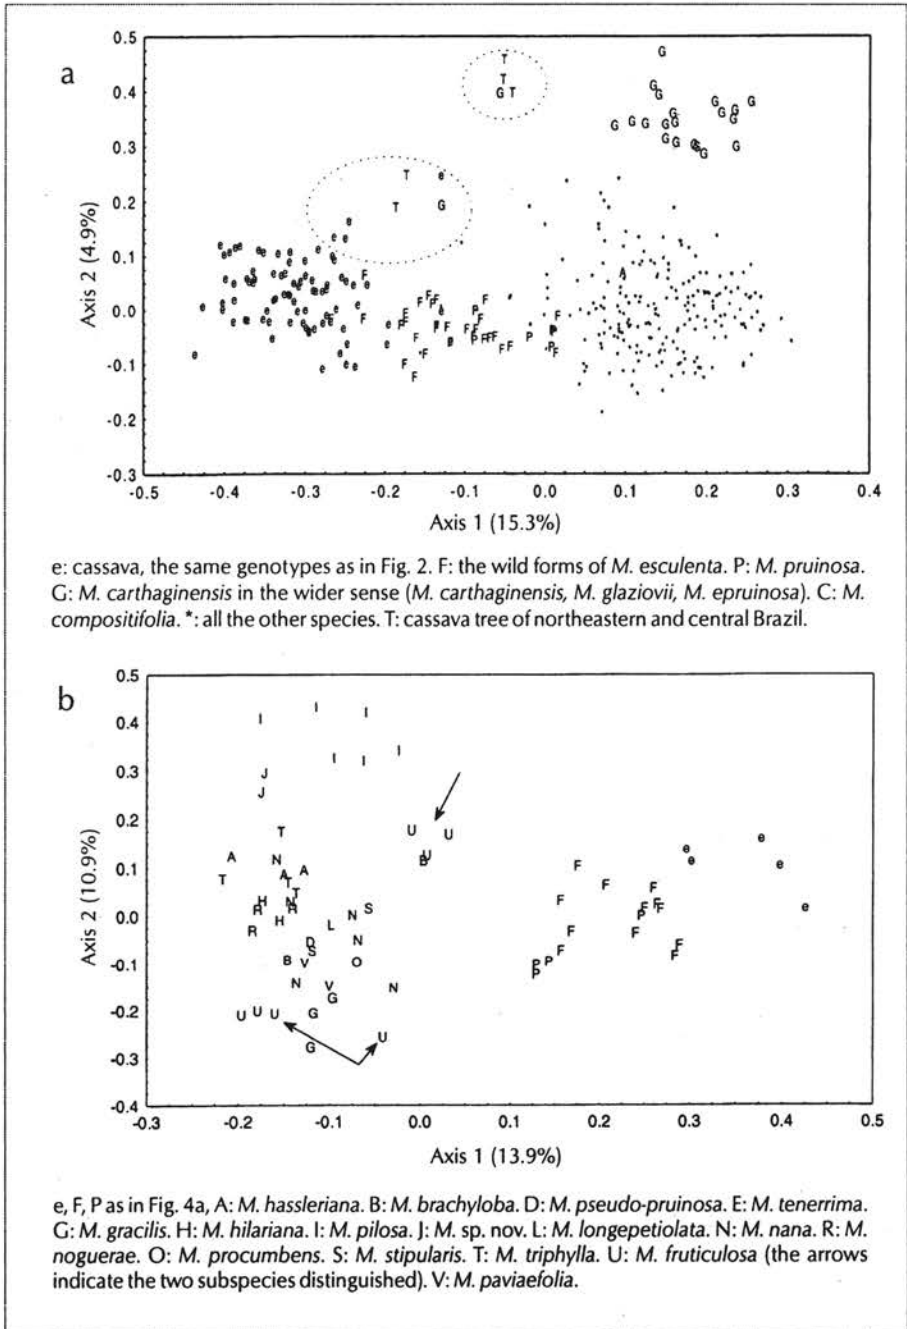 a
0.5
0.4
0.3
0.2
0.1
0.0
-0.1
-0.2
-0.3
Axis 2 (4.9%)
-0.5 -0.4 -0.3 -0.2 -0.1 0.0 0.1 0.2 0.3 0.4
Axis 1 (15.3%)
e: cassava, the same genotypes as in Fig. 2. F: the wild forms of M. esculenta. P: M. pruinosa.
G: M. carthaginensis in the wider sense (M. carthaginensis, M. glaziovii, M. epruinosa). C: M.
compositifolia. *: all the other species. T: cassava tree of northeastern and central Brazil.
b
0.5
0.4
0.3
0.2
0.1
0.0
-0.1
-0.2
-0.3
-0.4
Axis 2 (10.9%)
-0.3 -0.2 -0.1 0.0 0.1 0.2 0.3 0.4 0.5
Axis 1 (13.9%)
e, F, P as in Fig. 4a, A: M. hassleriana. B: M. brachyloba. D: M. pseudo-pruinosa. E: M. tenerrima.
G: M. gracilis. H: M. hilariana. I: M. pilosa. J: M. sp. nov. L: M. longepetiolata. N: M. nana. R: M.
noguerae. O: M. procumbens. S: M. stipularis. T: M. triphylla. U: M. fruticulosa (the arrows
indicate the two subspecies distinguished). V: M. paviaefolia.